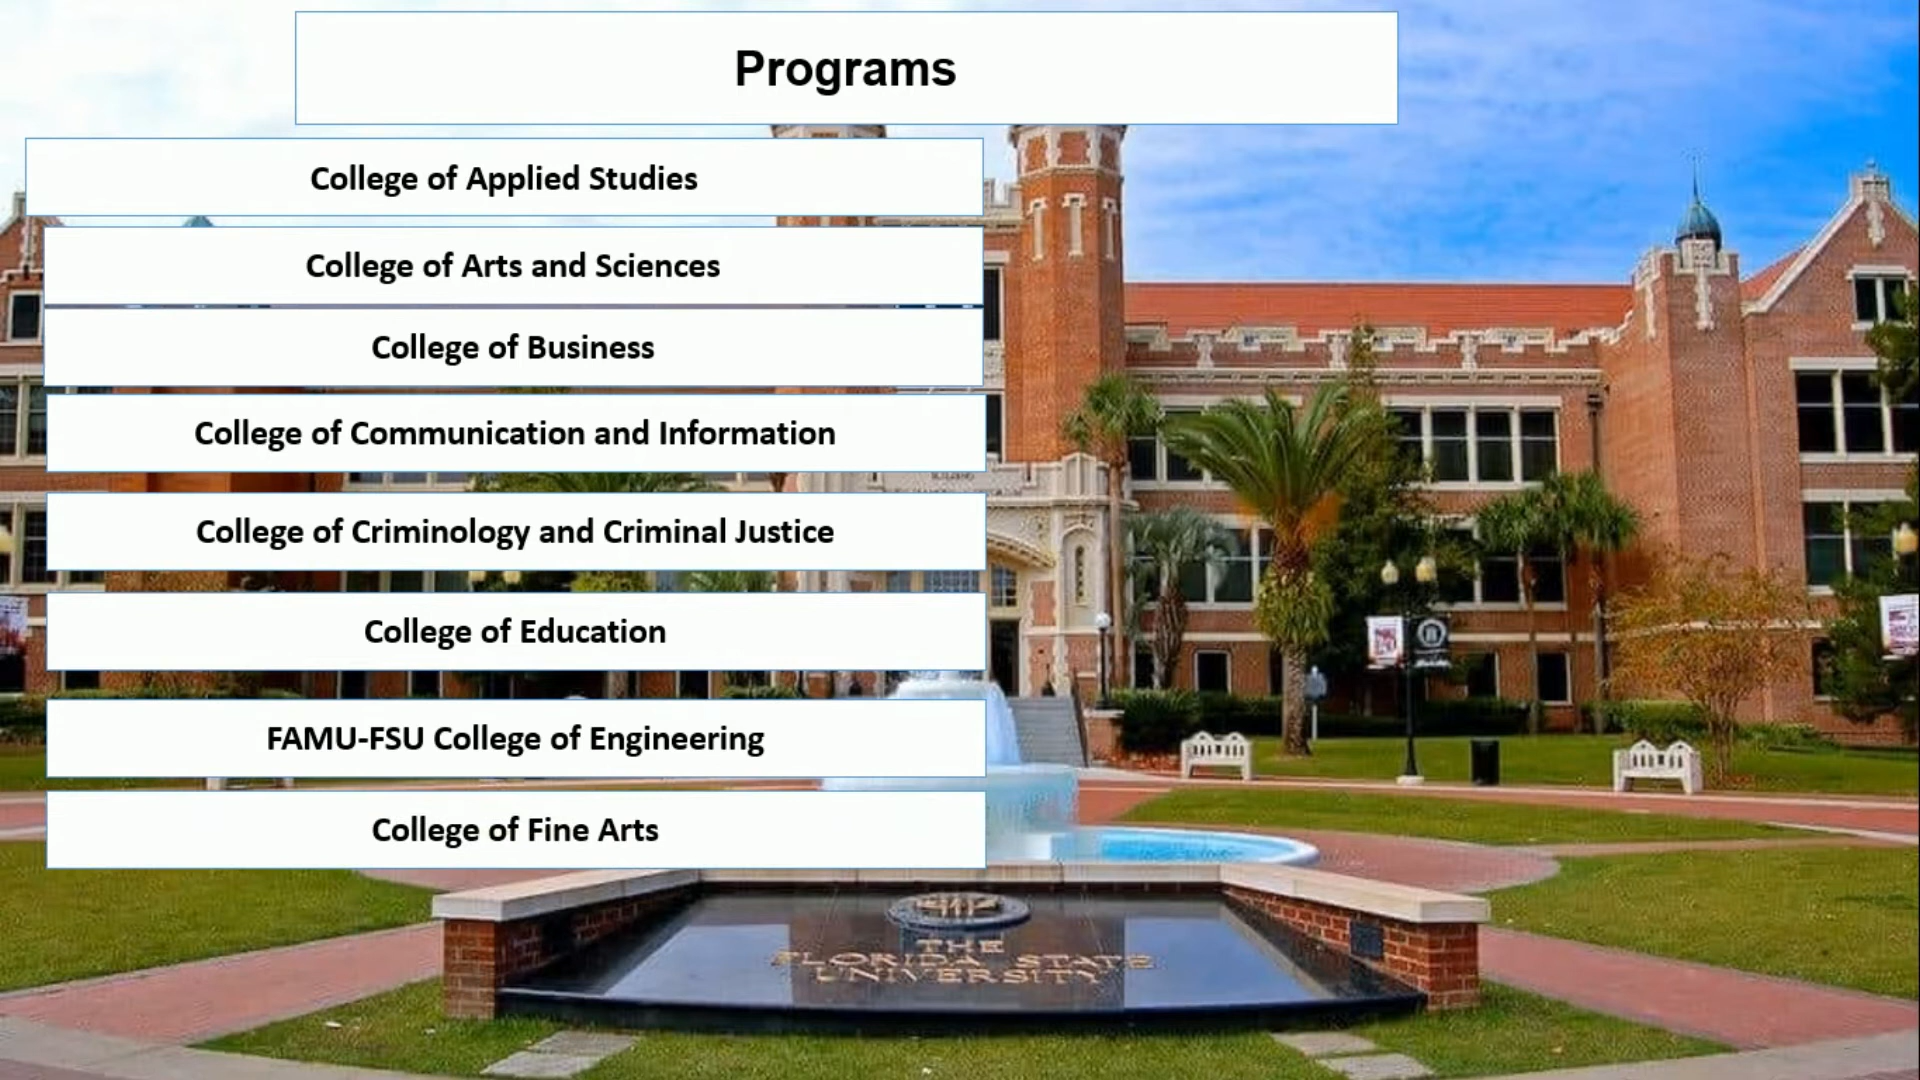 Programs
College of Applied Studies
College of Arts and Sciences
College of Business
College of Communication and Information
College of Criminology and Criminal Justice
College of Education
FAMU-FSU College of Engineering
College of Fine Arts
THE
FLORIDA STATE
UNIVERSITY